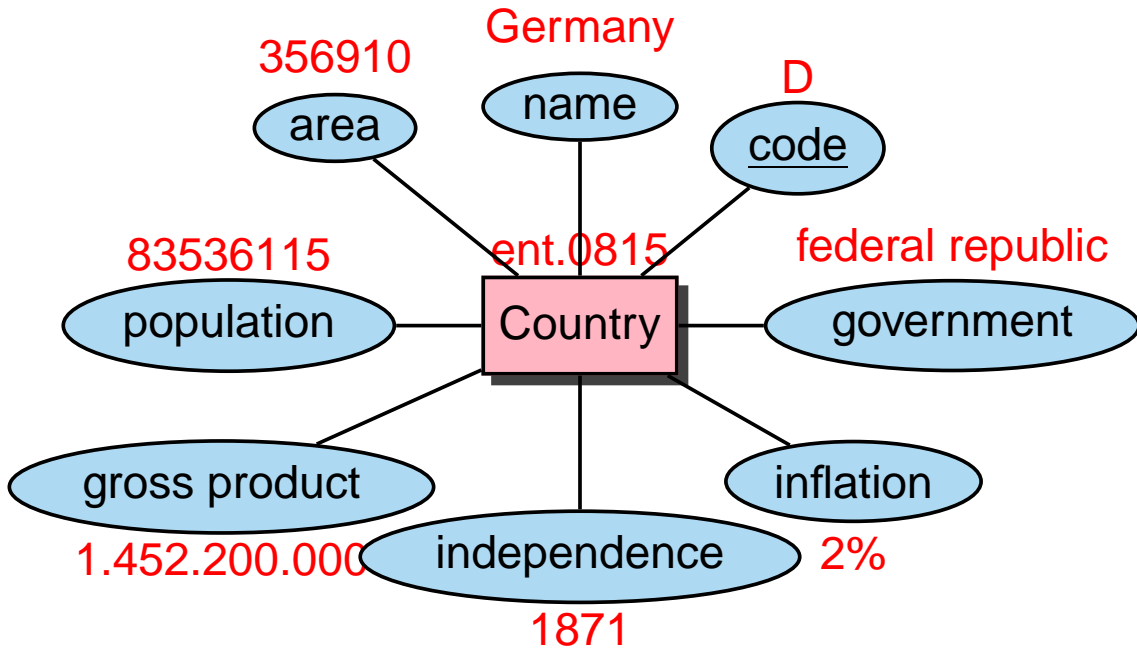 Germany
356910
D
name
area
code
83536115
ent.0815
federal republic
population
Country
government
gross product
inflation
1.452.200.000
independence
2%
1871